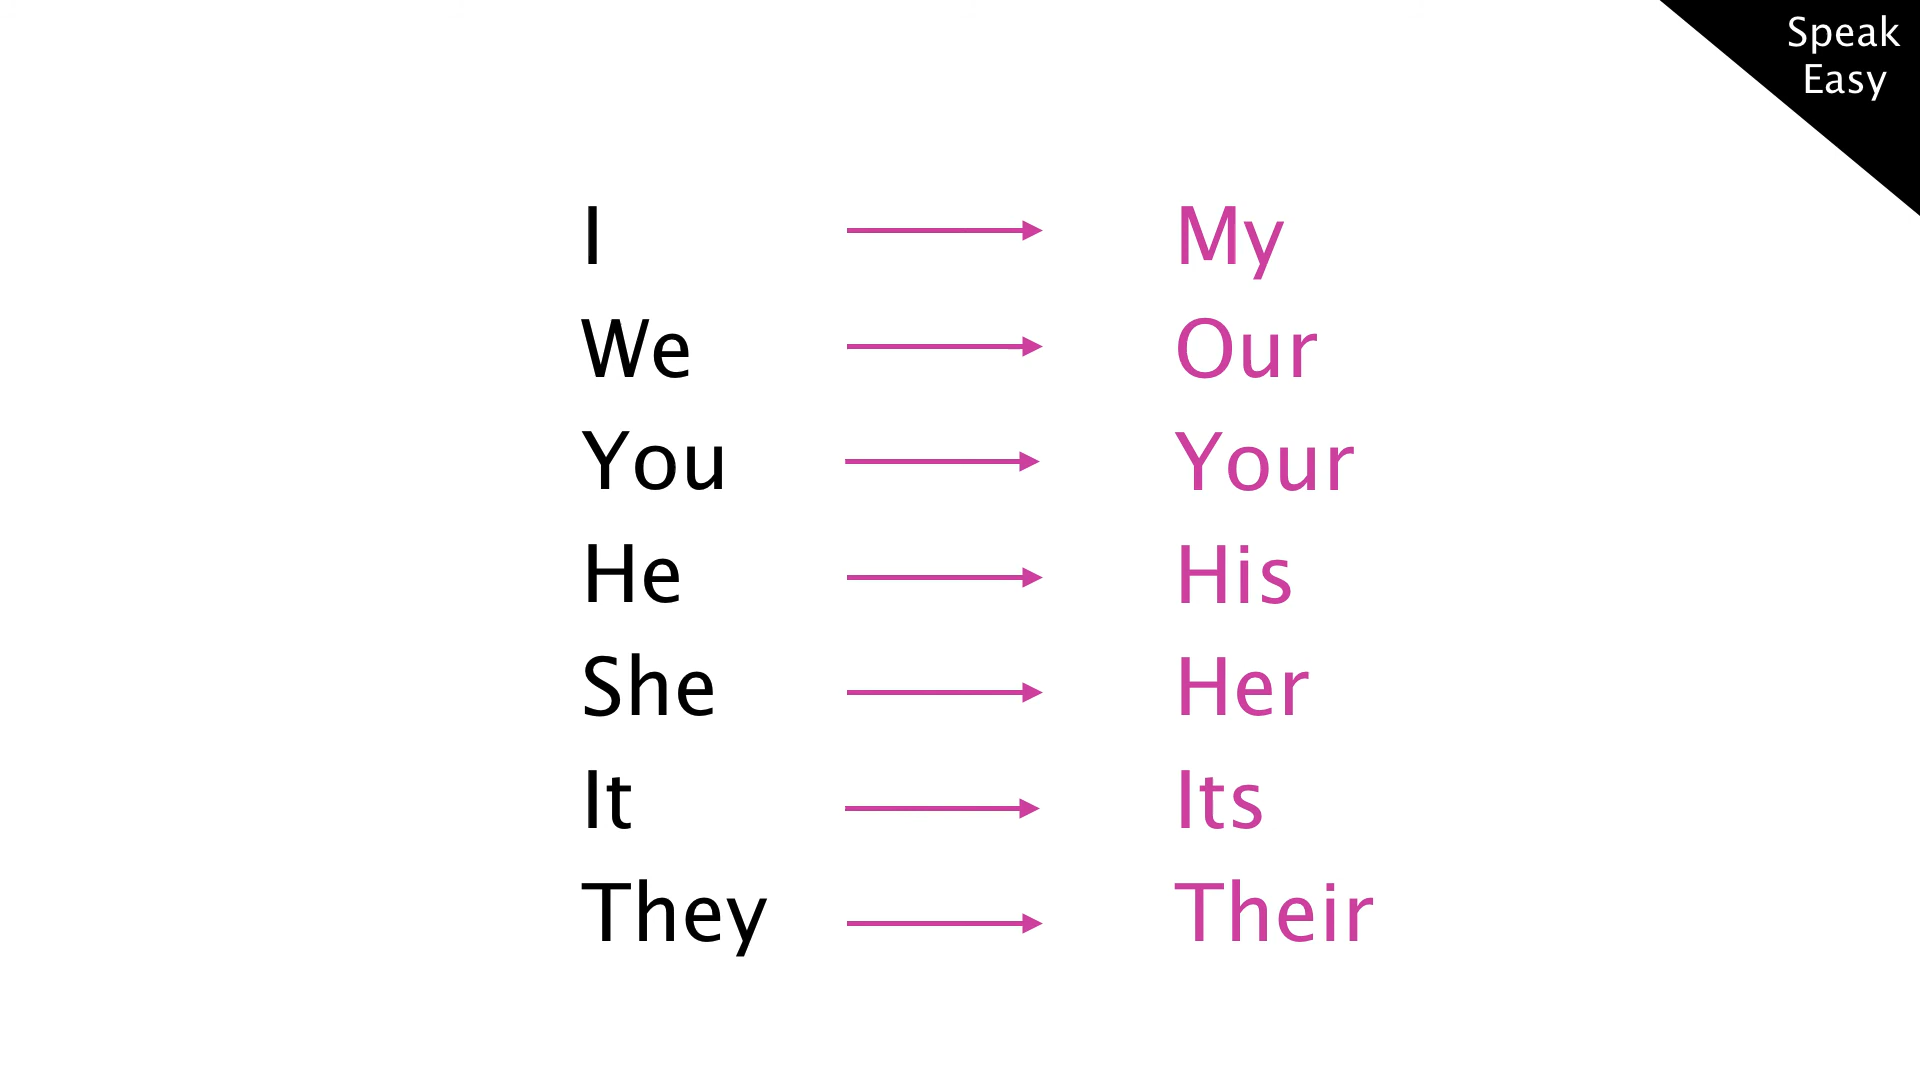 Speak
Easy
I My
We Our
You Your
He His
She Her
It Its
They Their